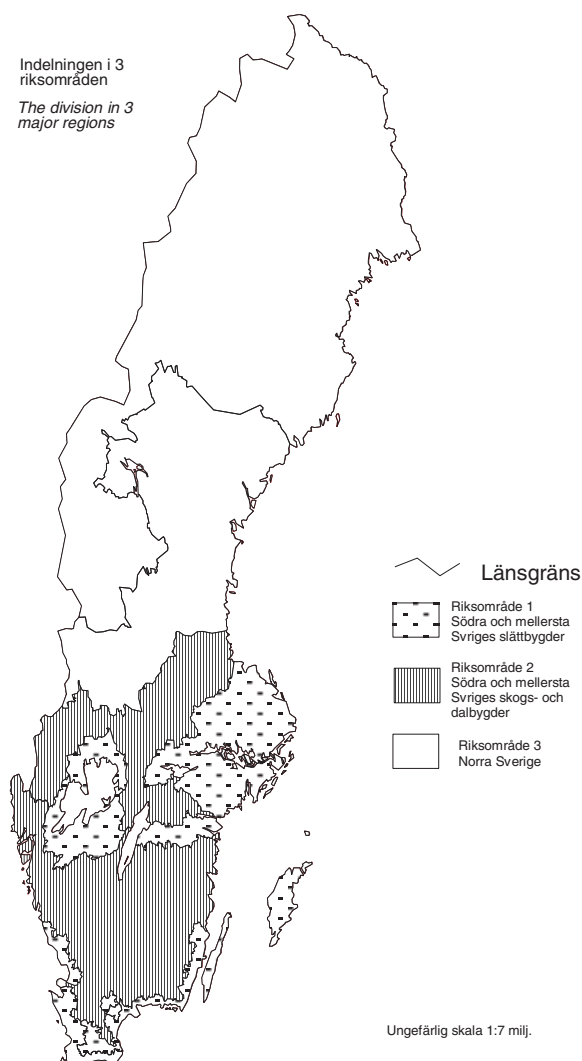 Indelningen i 3
riksområden
The division in 3
major regions
Länsgräns
Riksområde 1
Södra och mellersta
Svriges slättbygder
Riksområde 2
Södra och mellersta
Sveriges skogs- och
dalbygder
Riksområde 3
Norra Sverige
Ungefärlig skala 1:7 milj.